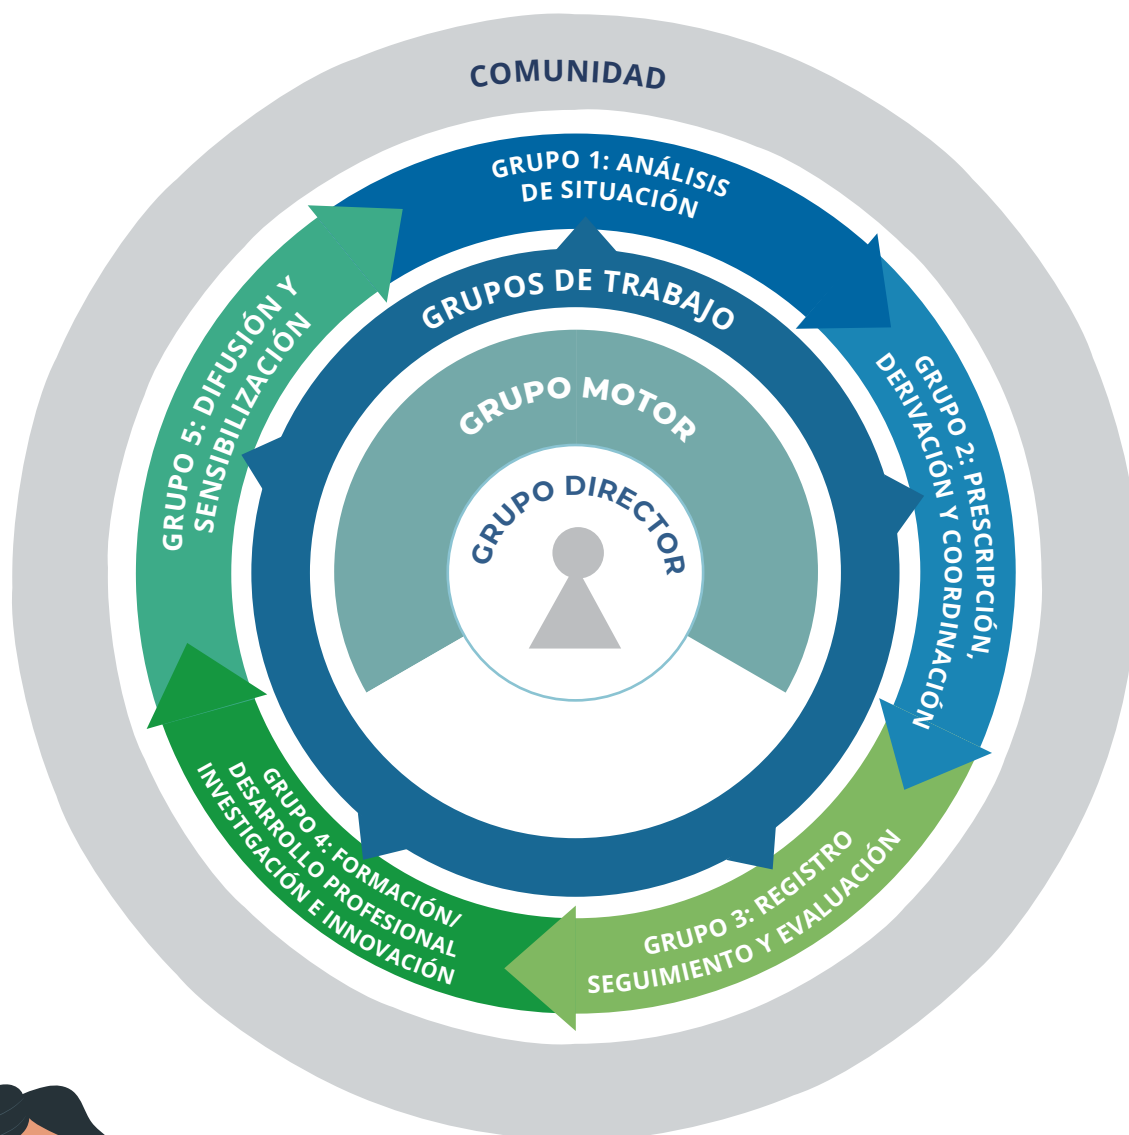 COMUNIDAD
GRUPO 1: ANÁLISIS
DE SITUACIÓN
GRUPOS DE TRABAJO
GRUPO MOTOR
GRUPO DIRECTOR
GRUPO 2: PRESCRIPCIÓN,
DERIVACIÓN Y COORDINACIÓN
GRUPO 3: REGISTRO
SEGUIMIENTO Y EVALUACIÓN
GRUPO 4: FORMACIÓN/
DESARROLLO PROFESIONAL
INVESTIGACIÓN E INNOVACIÓN
GRUPO 5: DIFUSIÓN Y
SENSIBILIZACIÓN